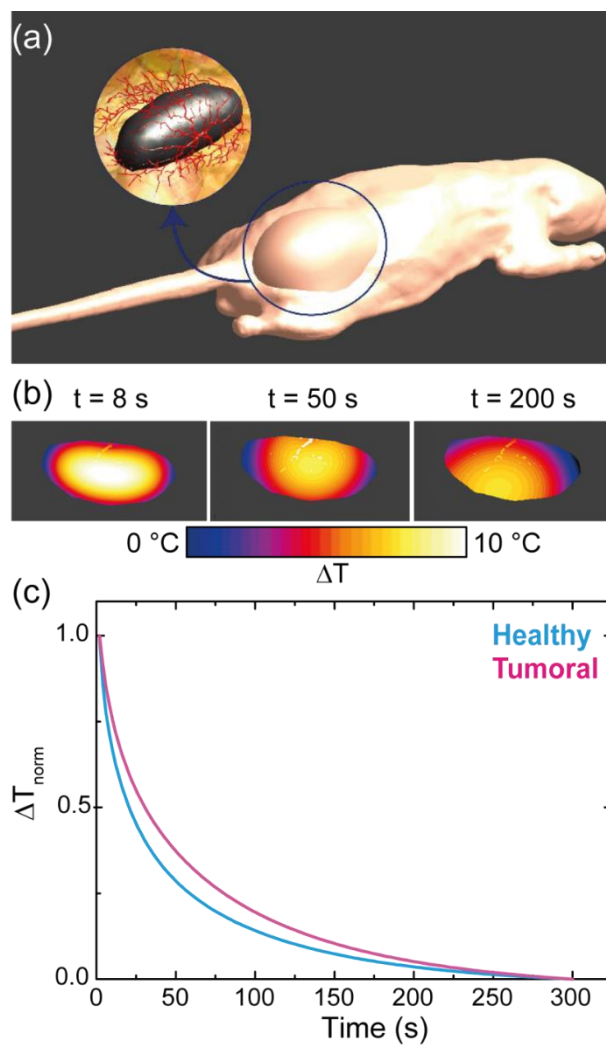 (a)
(b)
t = 8 s
t = 50 s
t = 200 s
0 °C
10 °C
ΔT
(c)
Healthy
Tumoral
1.0
0.5
0.0
ΔT_norm
0
50
100
150
200
250
300
Time (s)